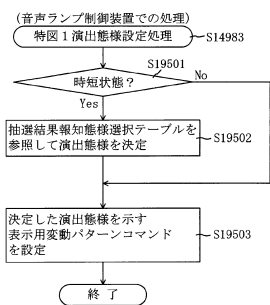 (音声ランプ制御装置での処理)
特図1演出態様設定処理
S14983
S19501
時短状態?
No
Yes
抽選結果報知態様選択テーブルを
参照して演出態様を決定
S19502
決定した演出態様を示す
表示用変動パターンコマンド
を設定
S19503
終了